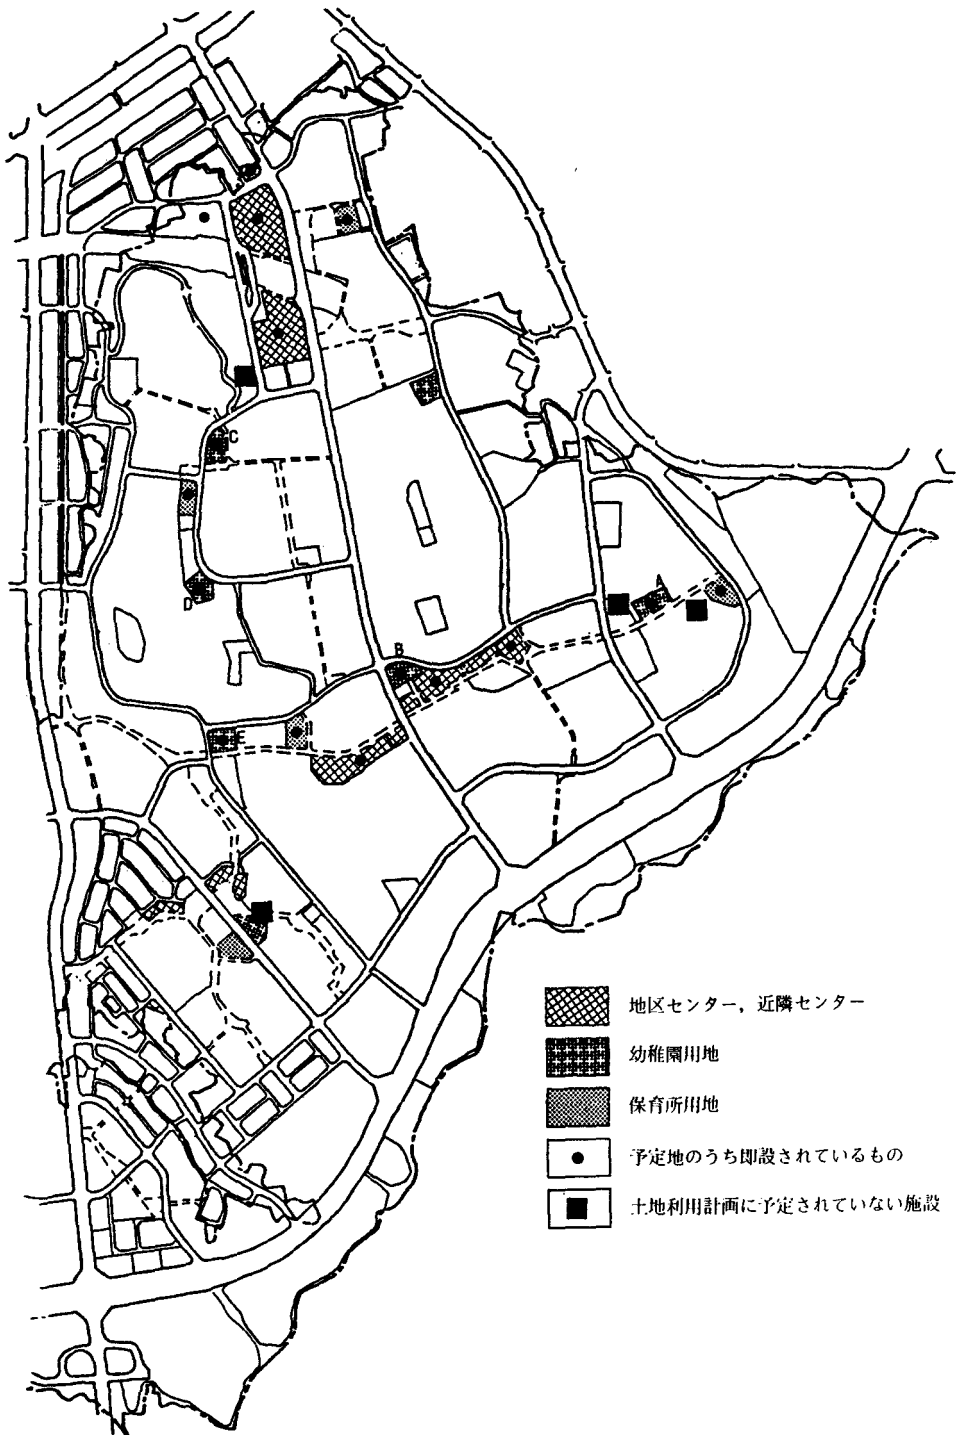 C
A
D
B
E
地区センター，近隣センター
幼稚園用地
保育所用地
予定地のうち即設されているもの
土地利用計画に予定されていない施設